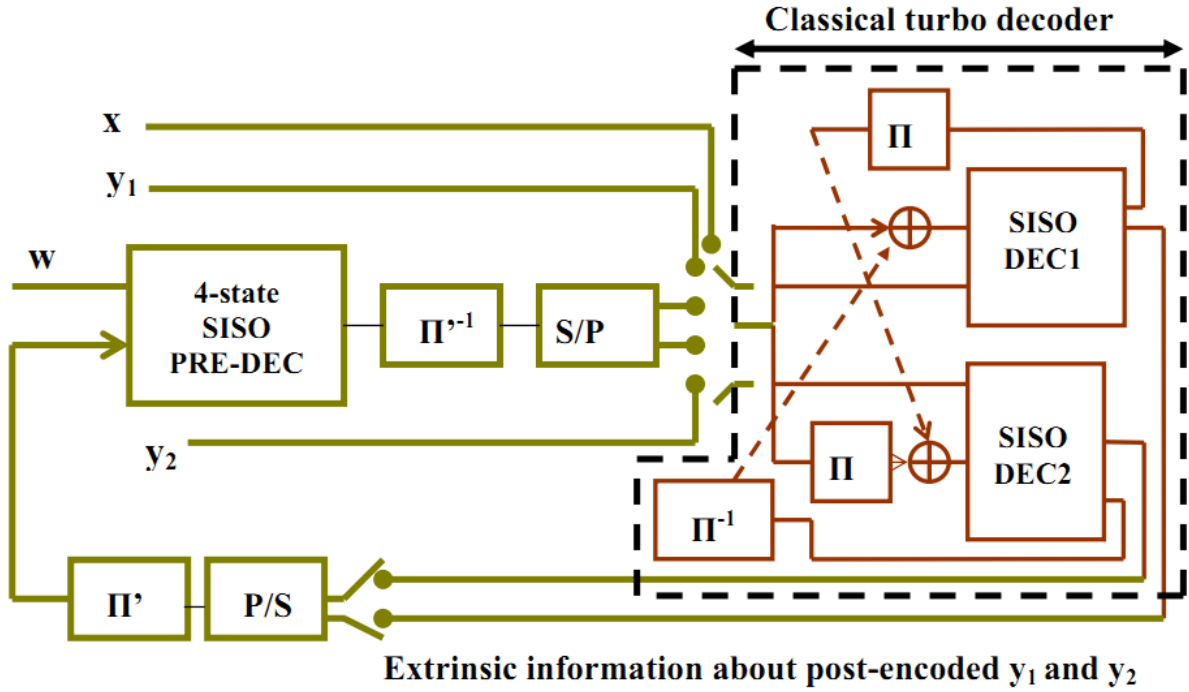 Classical turbo decoder
x
Π
y₁
SISO
DEC1
w
4-state
SISO
PRE-DEC
Π’⁻¹
S/P
y₂
Π
SISO
DEC2
Π⁻¹
Π’
P/S
Extrinsic information about post-encoded y₁ and y₂